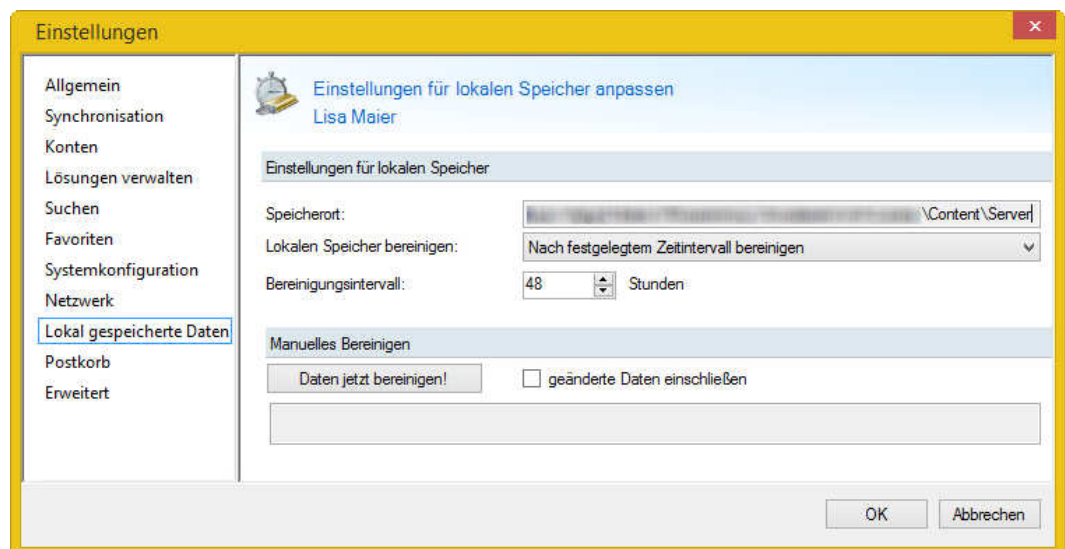 Einstellungen
Allgemein
Synchronisation
Konten
Lösungen verwalten
Suchen
Favoriten
Systemkonfiguration
Netzwerk
Lokal gespeicherte Daten
Postkorb
Erweitert
Einstellungen für lokalen Speicher anpassen
Lisa Maier
Einstellungen für lokalen Speicher
Speicherort: \Content\Server
Lokalen Speicher bereinigen: Nach festgelegtem Zeitintervall bereinigen
Bereinigungsintervall: 48 Stunden
Manuelles Bereinigen
Daten jetzt bereinigen! geänderte Daten einschließen
OK Abbrechen